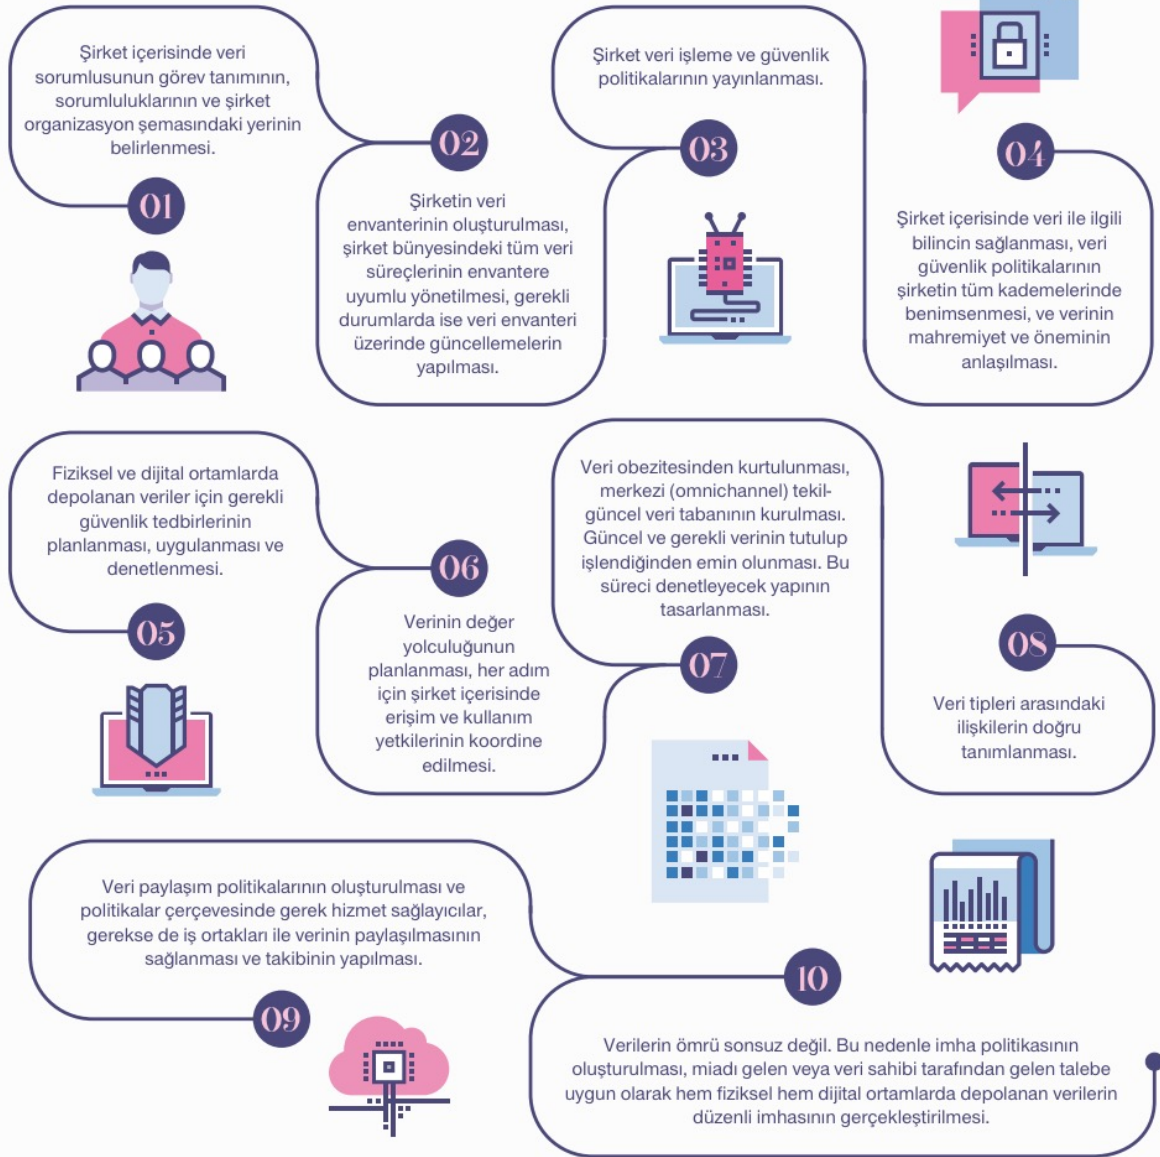 Şirket içerisinde veri
sorumlusunun görev tanımının,
sorumluluklarının ve şirket
organizasyon şemasındaki yerinin
belirlenmesi.
01
02
Şirketin veri
envanterinin oluşturulması,
şirket bünyesindeki tüm veri
süreçlerinin envantere
uyumlu yönetilmesi, gerekli
durumlarda ise veri envanteri
üzerinde güncellemelerin
yapılması.
Şirket veri işleme ve güvenlik
politikalarının yayınlanması.
03
04
Şirket içerisinde veri ile ilgili
bilincin sağlanması, veri
güvenlik politikalarının
şirketin tüm kademelerinde
benimsenmesi, ve verinin
mahremiyet ve öneminin
anlaşılması.
Fiziksel ve dijital ortamlarda
depolanan veriler için gerekli
güvenlik tedbirlerinin
planlanması, uygulanması ve
denetlenmesi.
05
06
Verinin değer
yolculuğunun
planlanması, her adım
için şirket içerisinde
erişim ve kullanım
yetkilerinin koordine
edilmesi.
Veri obezitesinden kurtulunması,
merkezi (omnichannel) tekil-
güncel veri tabanının kurulması.
Güncel ve gerekli verinin tutulup
işlendiğinden emin olunması. Bu
süreci denetleyecek yapının
tasarlanması.
07
08
Veri tipleri arasındaki
ilişkilerin doğru
tanımlanması.
Veri paylaşım politikalarının oluşturulması ve
politikalar çerçevesinde gerek hizmet sağlayıcılar,
gerekse de iş ortakları ile verinin paylaşılmasının
sağlanması ve takibinin yapılması.
09
10
Verilerin ömrü sonsuz değil. Bu nedenle imha politikasının
oluşturulması, miadı gelen veya veri sahibi tarafından gelen talebe
uygun olarak hem fiziksel hem dijital ortamlarda depolanan verilerin
düzenli imhasının gerçekleştirilmesi.